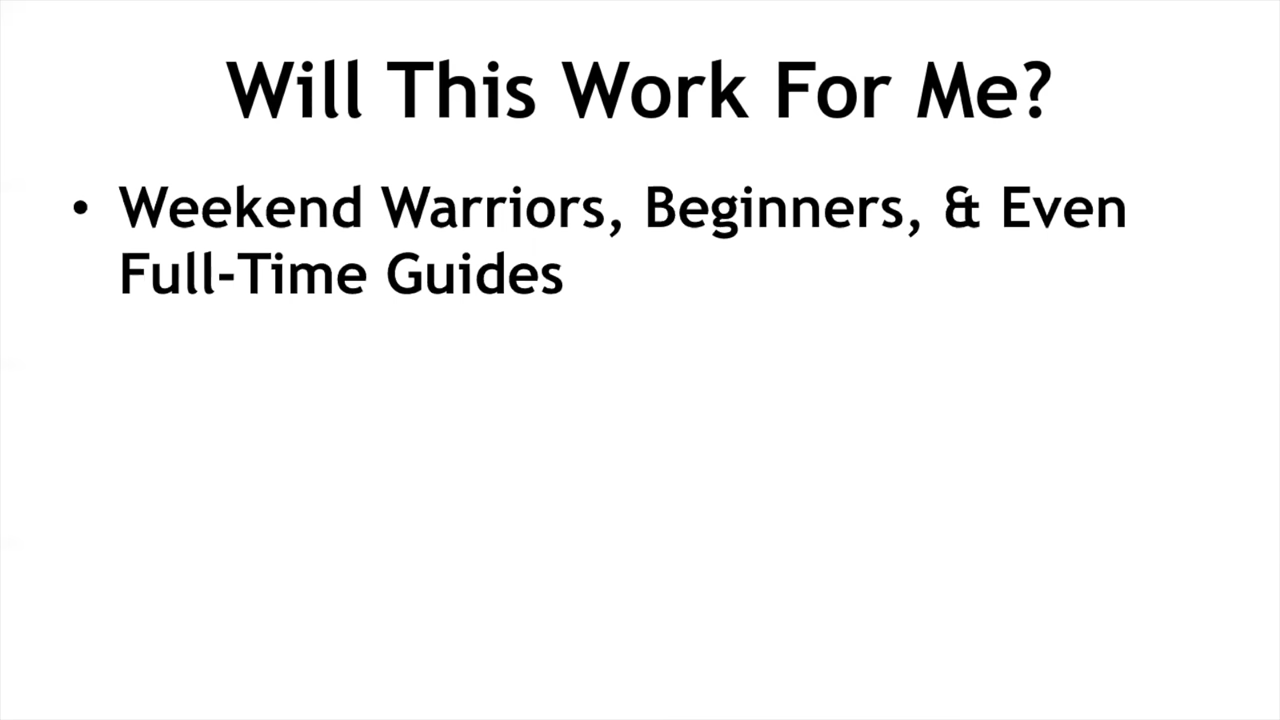 Will This Work For Me?
• Weekend Warriors, Beginners, & Even
Full-Time Guides